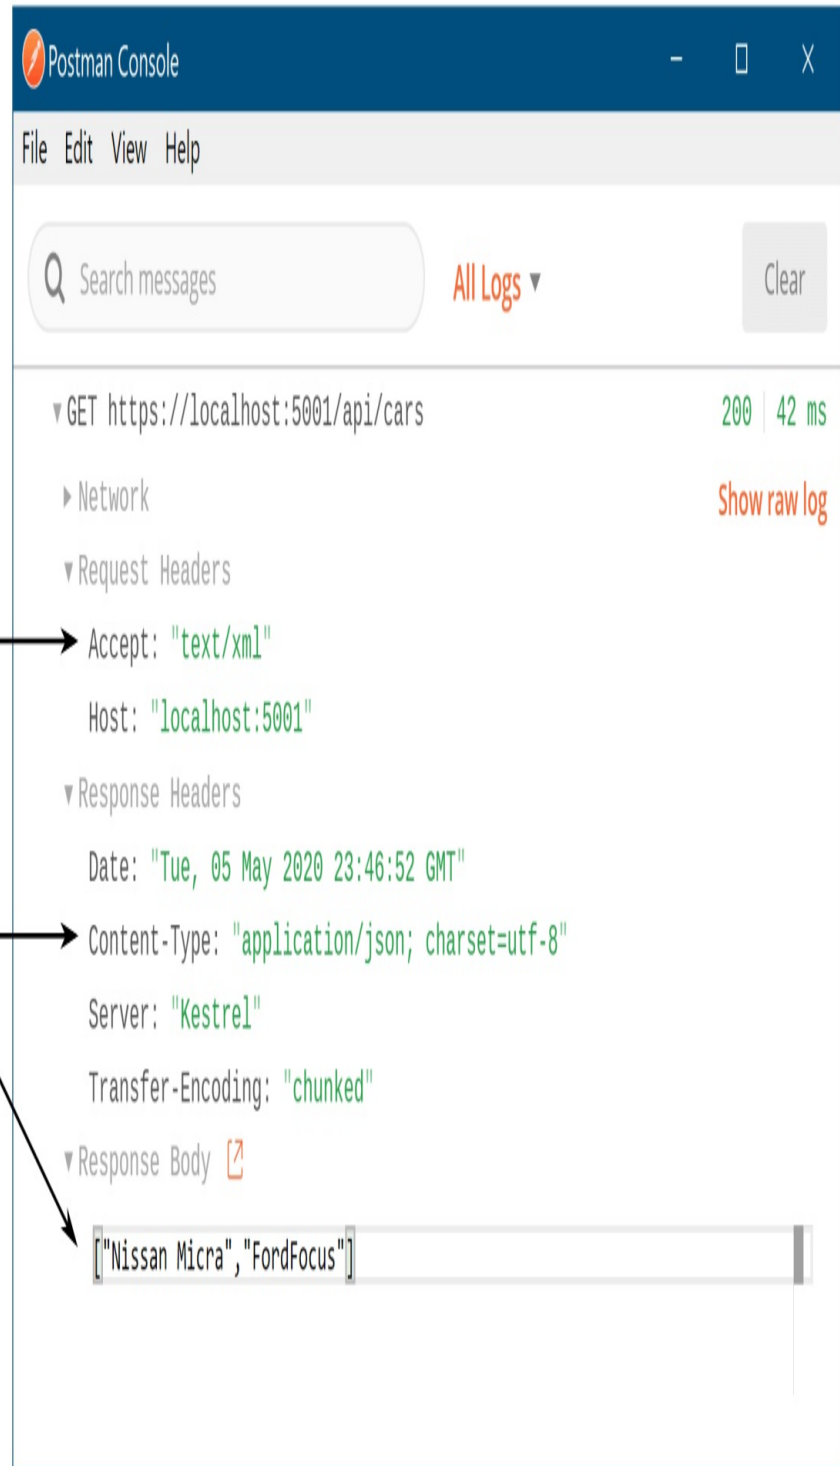 Postman Console
File Edit View Help
Search messages All Logs Clear
GET https://localhost:5001/api/cars 200 42 ms
Network Show raw log
Request Headers
Accept: "text/xml"
Host: "localhost:5001"
Response Headers
Date: "Tue, 05 May 2020 23:46:52 GMT"
Content-Type: "application/json; charset=utf-8"
Server: "Kestrel"
Transfer-Encoding: "chunked"
Response Body
["Nissan Micra","FordFocus"]